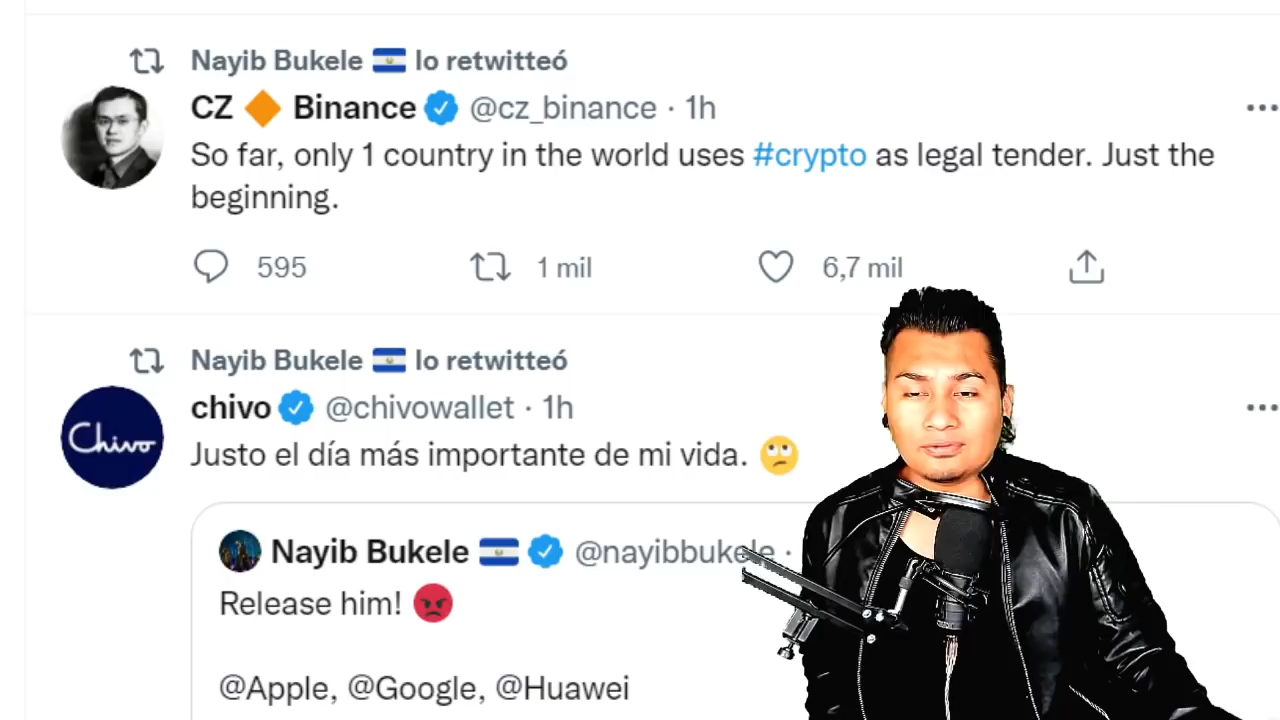 Nayib Bukele 🇸🇻 lo retwitteó
CZ 🔶 Binance @cz_binance · 1h
So far, only 1 country in the world uses #crypto as legal tender. Just the
beginning.
595 1 mil 6,7 mil
Nayib Bukele 🇸🇻 lo retwitteó
chivo @chivowallet · 1h
Chivo
Justo el día más importante de mi vida. 🙄
Nayib Bukele 🇸🇻 @nayibbukele ·
Release him! 😡
@Apple, @Google, @Huawei